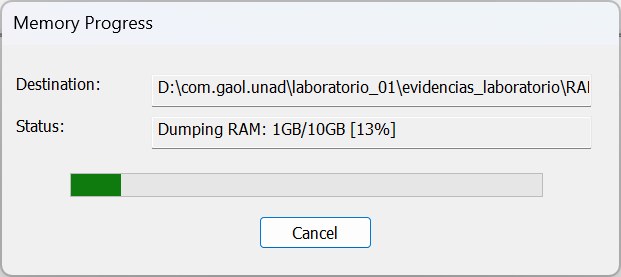 Memory Progress
Destination: D:\com.gaol.unad\laboratorio_01\evidencias_laboratorio\RAI
Status: Dumping RAM: 1GB/10GB [13%]
Cancel